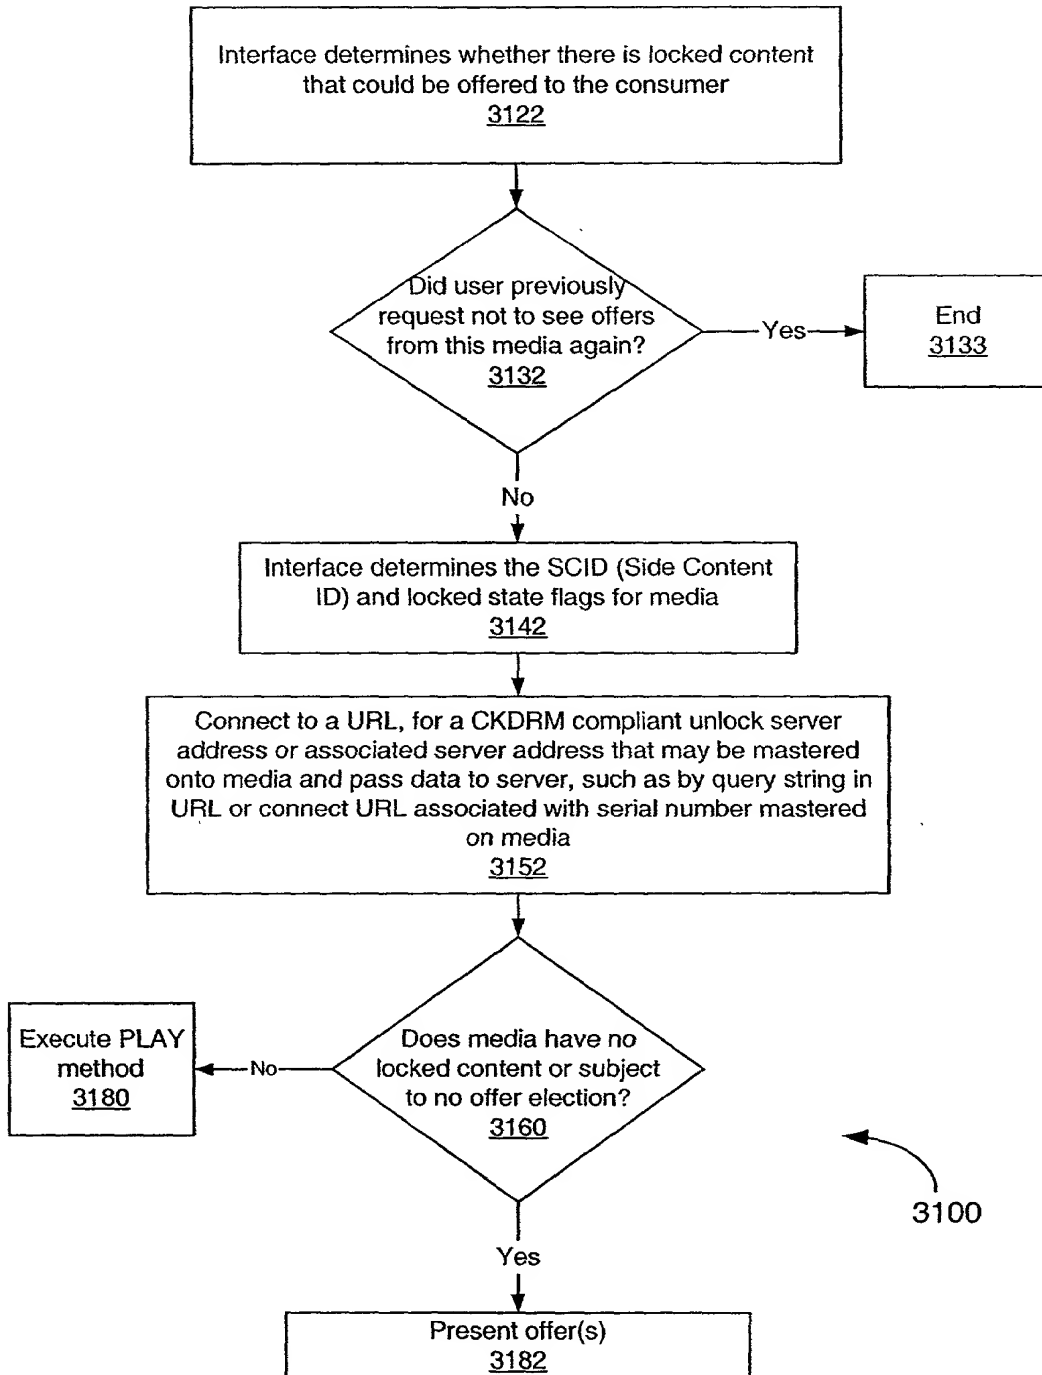 Interface determines whether there is locked content
that could be offered to the consumer
3122
Did user previously
request not to see offers
from this media again?
3132
Yes
End
3133
No
Interface determines the SCID (Side Content
ID) and locked state flags for media
3142
Connect to a URL, for a CKDRM compliant unlock server
address or associated server address that may be mastered
onto media and pass data to server, such as by query string in
URL or connect URL associated with serial number mastered
on media
3152
Does media have no
locked content or subject
to no offer election?
3160
No
Execute PLAY
method
3180
3100
Yes
Present offer(s)
3182